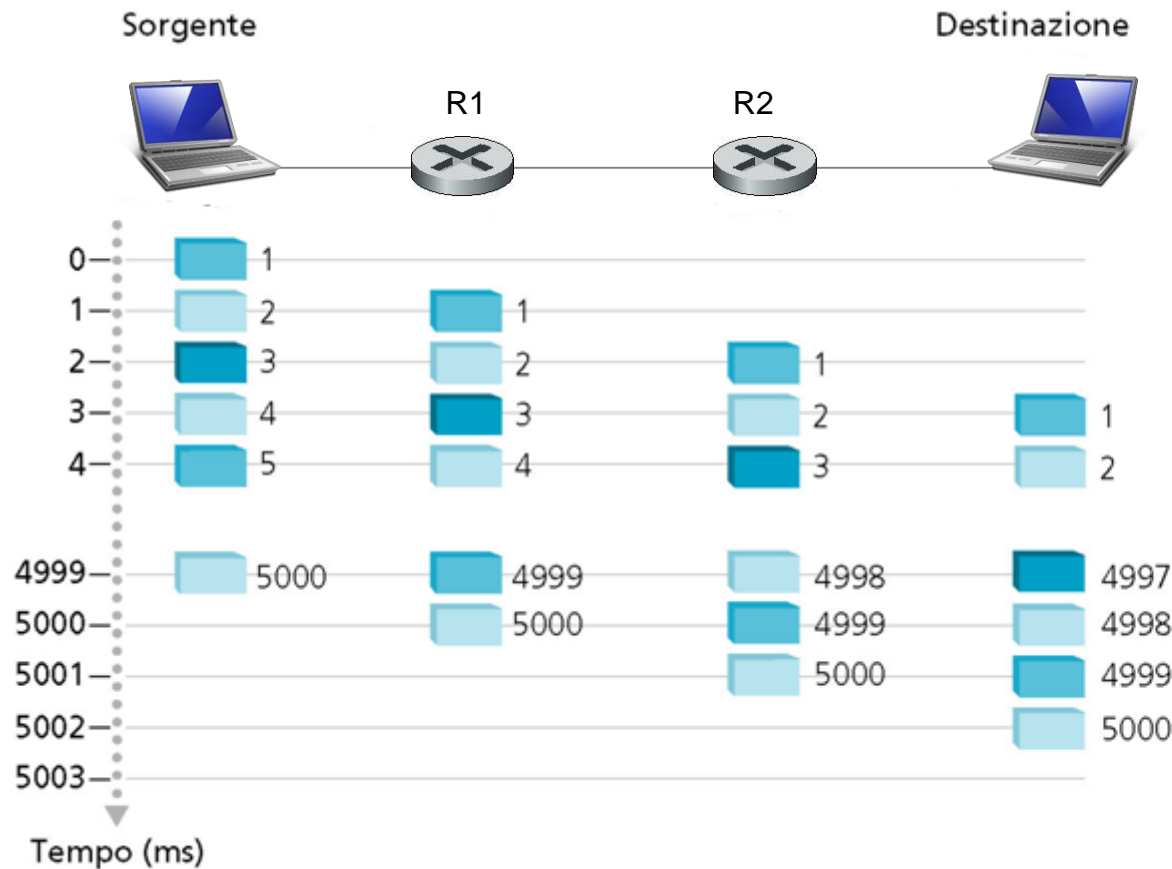 Sorgente Destinazione
R1 R2
0 1
1 2 1
2 3 2 1
3 4 3 2 1
4 5 4 3 2
4999 5000 4999 4998 4997
5000 5000 4999 4998
5001 5000 4999
5002 5000
5003
Tempo (ms)